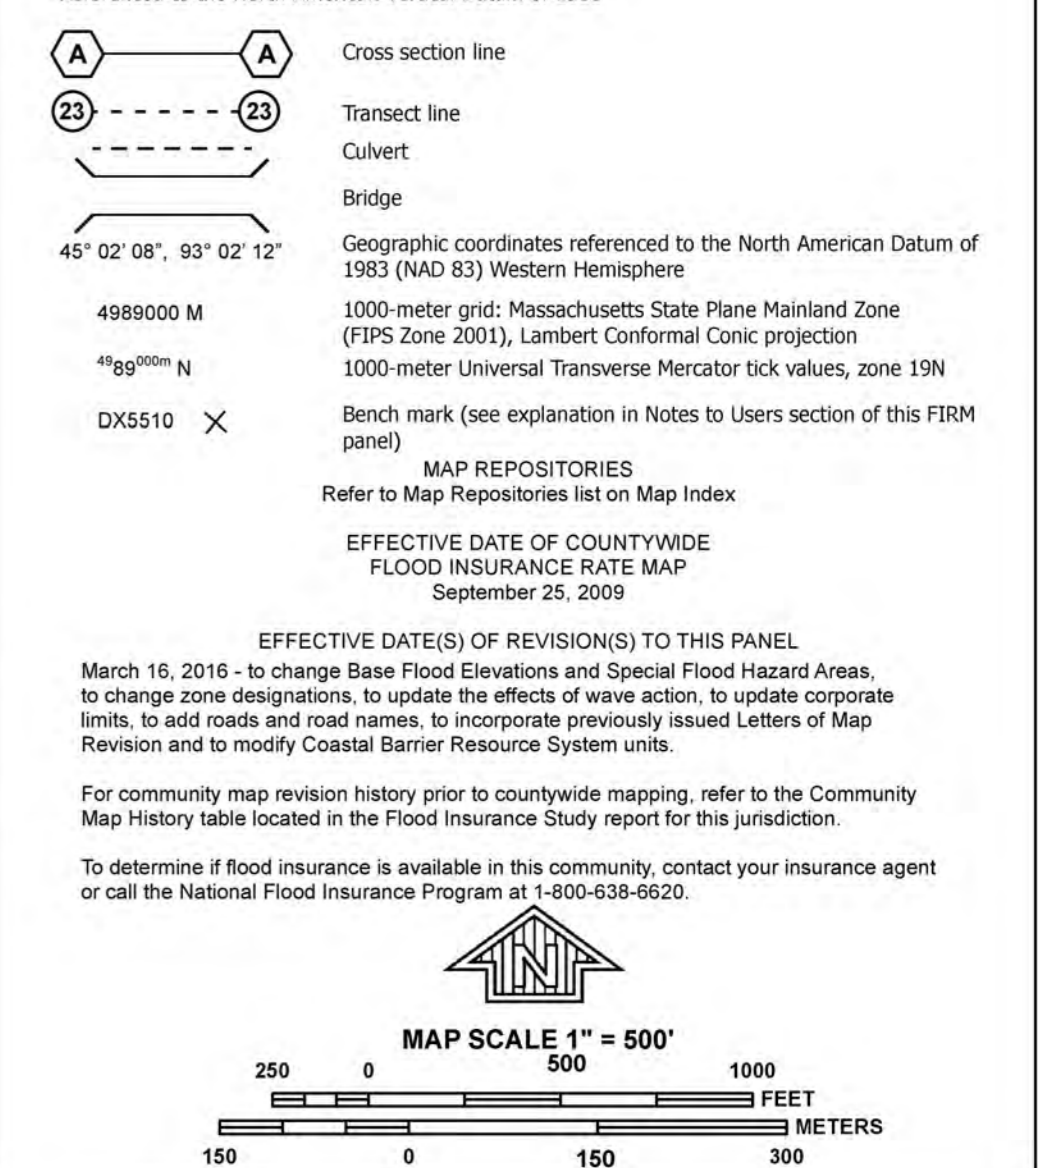 A A Cross section line
23 23 Transect line
Culvert
Bridge
45° 02' 08", 93° 02' 12" Geographic coordinates referenced to the North American Datum of
1983 (NAD 83) Western Hemisphere
4989000 M 1000-meter grid: Massachusetts State Plane Mainland Zone
(FIPS Zone 2001), Lambert Conformal Conic projection
4989000m N 1000-meter Universal Transverse Mercator tick values, zone 19N
DX5510 X Bench mark (see explanation in Notes to Users section of this FIRM
panel)
MAP REPOSITORIES
Refer to Map Repositories list on Map Index
EFFECTIVE DATE OF COUNTYWIDE
FLOOD INSURANCE RATE MAP
September 25, 2009
EFFECTIVE DATE(S) OF REVISION(S) TO THIS PANEL
March 16, 2016 - to change Base Flood Elevations and Special Flood Hazard Areas,
to change zone designations, to update the effects of wave action, to update corporate
limits, to add roads and road names, to incorporate previously issued Letters of Map
Revision and to modify Coastal Barrier Resource System units.
For community map revision history prior to countywide mapping, refer to the Community
Map History table located in the Flood Insurance Study report for this jurisdiction.
To determine if flood insurance is available in this community, contact your insurance agent
or call the National Flood Insurance Program at 1-800-638-6620.
N
MAP SCALE 1" = 500'
250 0 500 1000
FEET
METERS
150 0 150 300